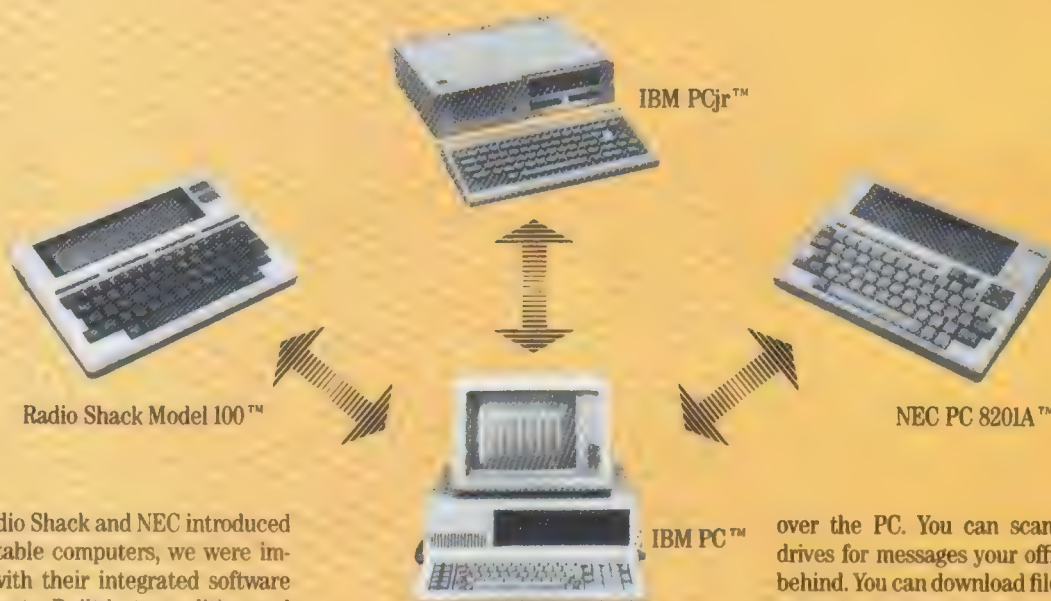 IBM PCjr™
Radio Shack Model 100™
NEC PC 8201A™
IBM PC™
dio Shack and NEC introduced
table computers, we were im-
with their integrated software
over the PC. You can scan
drives for messages your offi
behind. You can download file